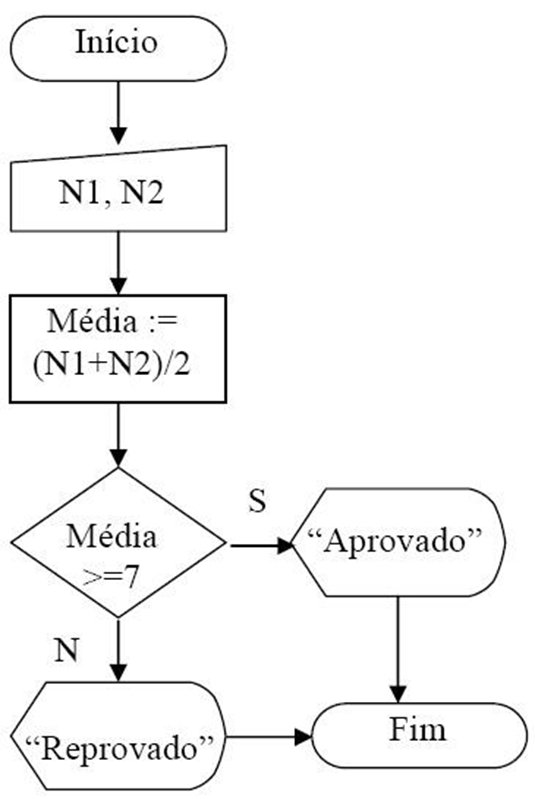 Início
N1, N2
Média :=
(N1+N2)/2
Média
>=7
S
“Aprovado”
N
“Reprovado”
Fim